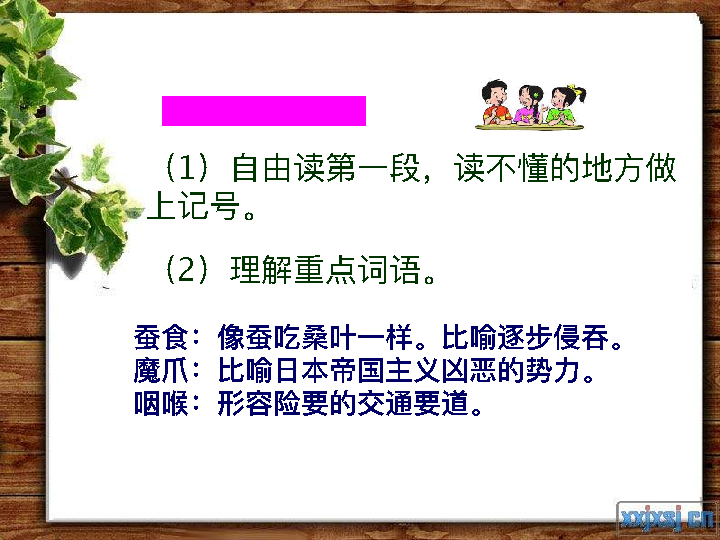 （1）自由读第一段，读不懂的地方做
上记号。
（2）理解重点词语。
蚕食：像蚕吃桑叶一样。比喻逐步侵吞。
魔爪：比喻日本帝国主义凶恶的势力。
咽喉：形容险要的交通要道。
xxjxsj.cn